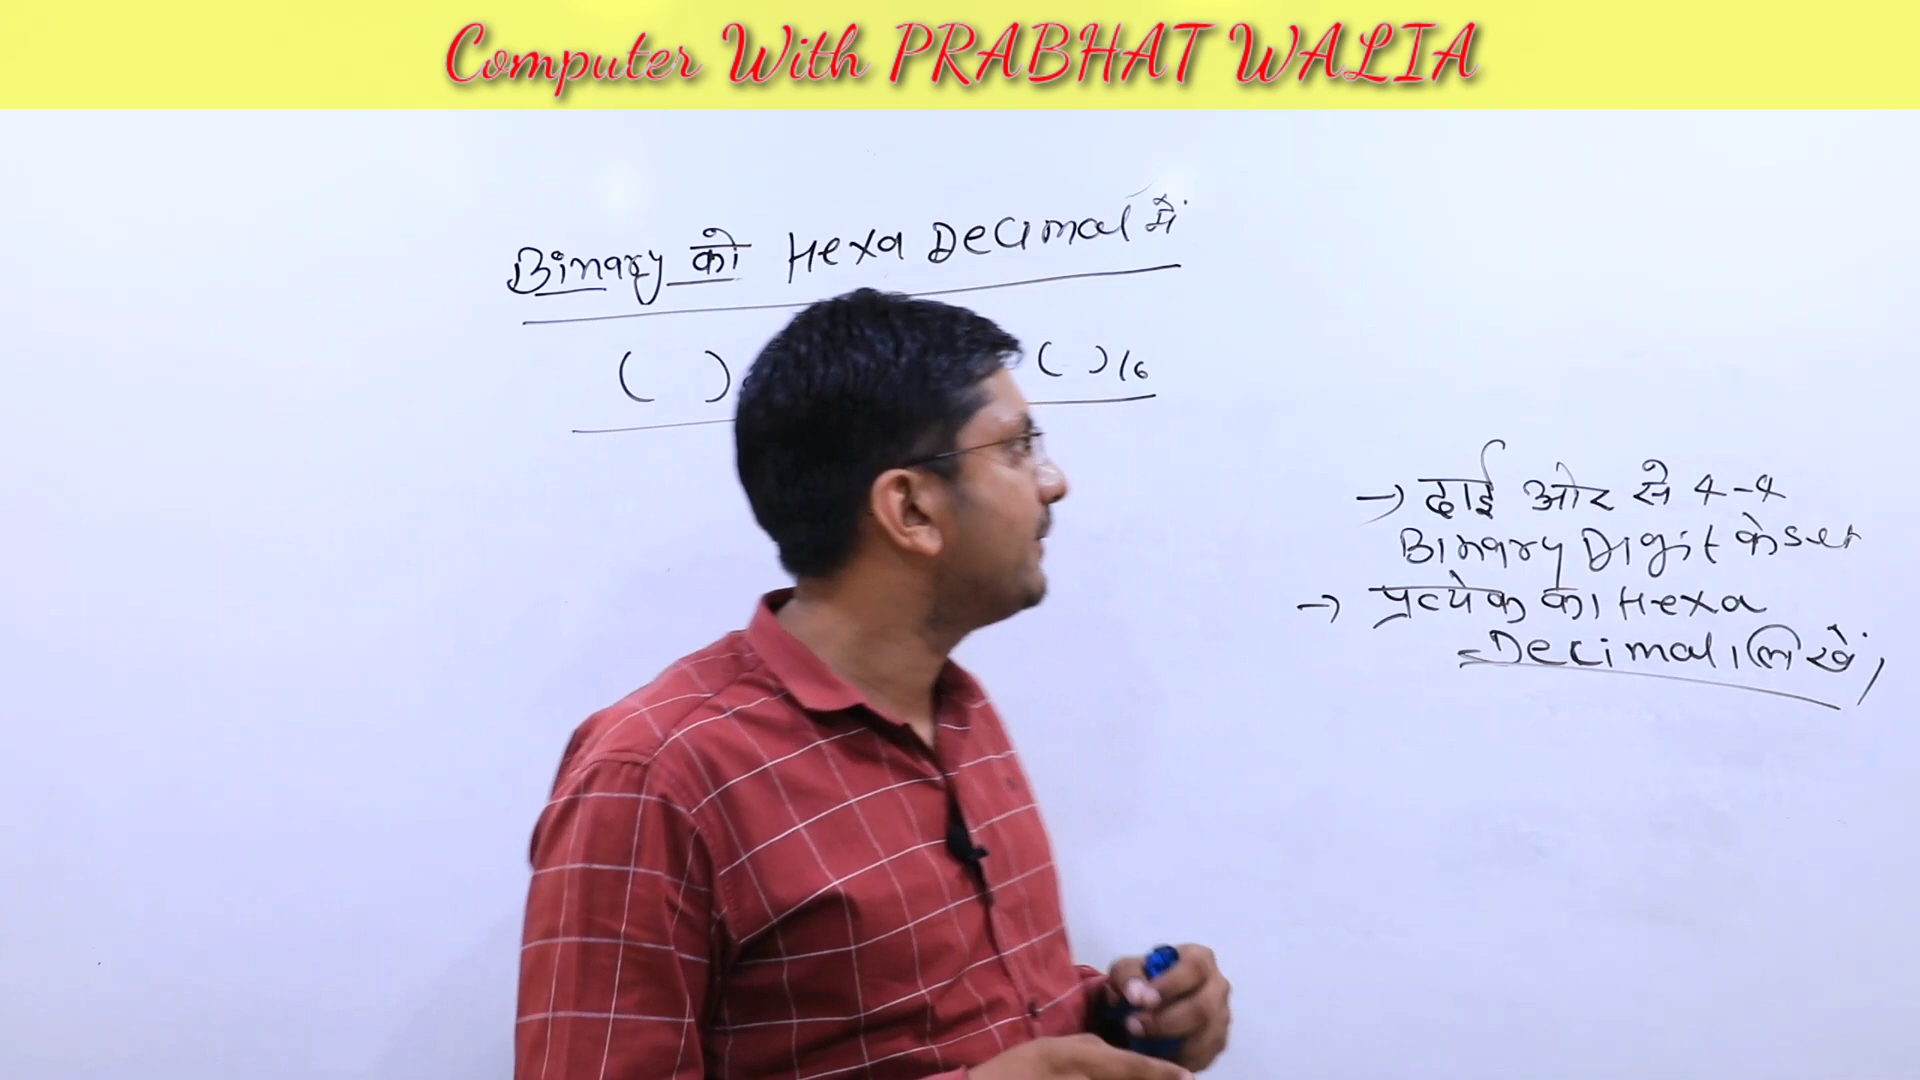 Computer With PRABHAT WALIA
Binary को Hexa Decimal में
( ) ( )16
→ दाई ओर से 4-4
Binary Digit के set
→ प्रत्येक का Hexa
Decimal लिखें,